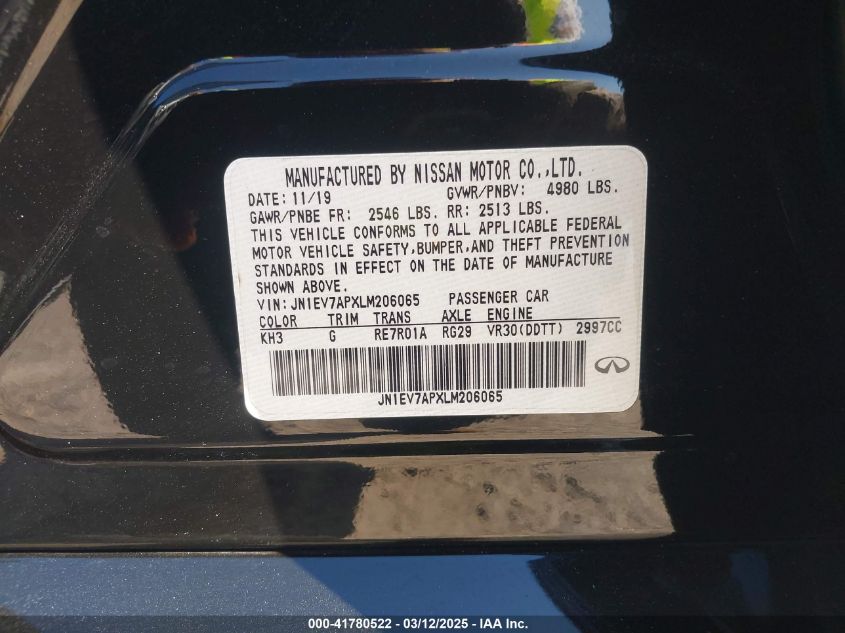 MANUFACTURED BY NISSAN MOTOR CO.,LTD.
DATE: 11/19 GVWR/PNBV: 4980 LBS.
GAWR/PNBE FR: 2546 LBS. RR: 2513 LBS.
THIS VEHICLE CONFORMS TO ALL APPLICABLE FEDERAL
MOTOR VEHICLE SAFETY,BUMPER,AND THEFT PREVENTION
STANDARDS IN EFFECT ON THE DATE OF MANUFACTURE
SHOWN ABOVE.
VIN: JN1EV7APXLM206065 PASSENGER CAR
COLOR TRIM TRANS AXLE ENGINE
KH3 G RE7R01A RG29 VR30(DDTT) 2997CC
JN1EV7APXLM206065
000-41780522 - 03/12/2025 - IAA Inc.